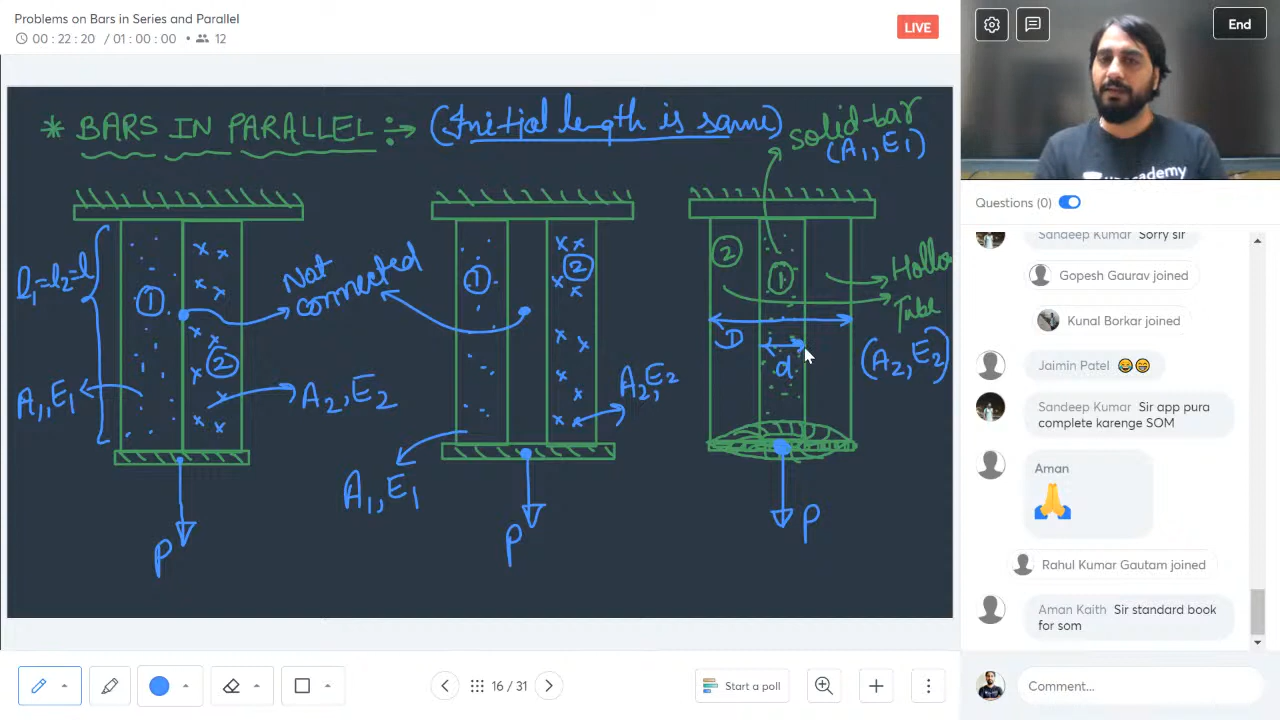 Problems on Bars in Series and Parallel
00 : 22 : 20 / 01 : 00 : 00 • 12
LIVE
End
* BARS IN PARALLEL :→ (Initial length is same)
solid bar
(A1, E1)
l1=l2=l
1
2
Not
connected
A1, E1
A2, E2
P
1
2
A2, E2
A1, E1
P
2
1
Hollo
Tube
D
d
(A2, E2)
P
Questions (0)
Sandeep Kumar Sorry sir
Gopesh Gaurav joined
Kunal Borkar joined
Jaimin Patel 😂😁
Sandeep Kumar Sir app pura
complete karenge SOM
Aman
🙏
Rahul Kumar Gautam joined
Aman Kaith Sir standard book
for som
16 / 31
Start a poll
Comment...